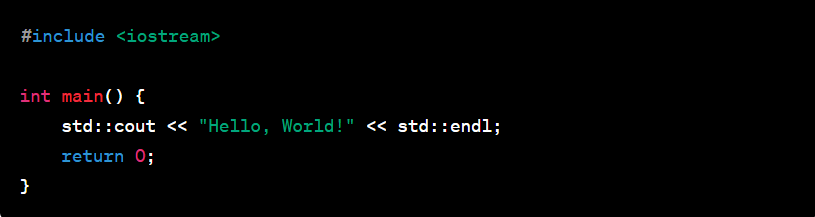 #include <iostream>
int main() {
    std::cout << "Hello, World!" << std::endl;
    return 0;
}